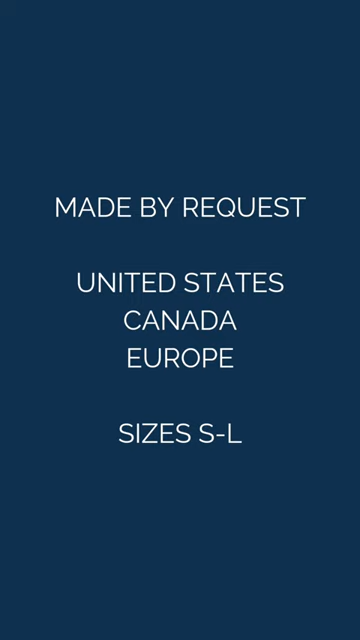 MADE BY REQUEST
UNITED STATES
CANADA
EUROPE
SIZES S-L